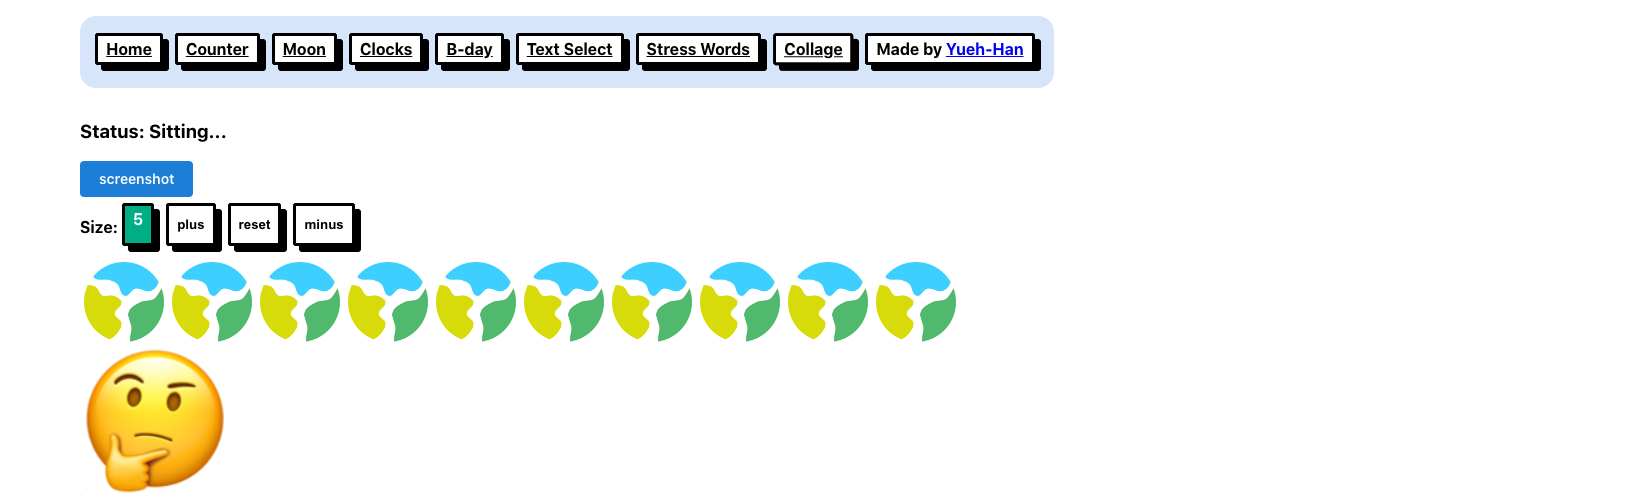 Home Counter Moon Clocks B-day Text Select Stress Words Collage Made by Yueh-Han
Status: Sitting...
screenshot
Size: 5 plus reset minus